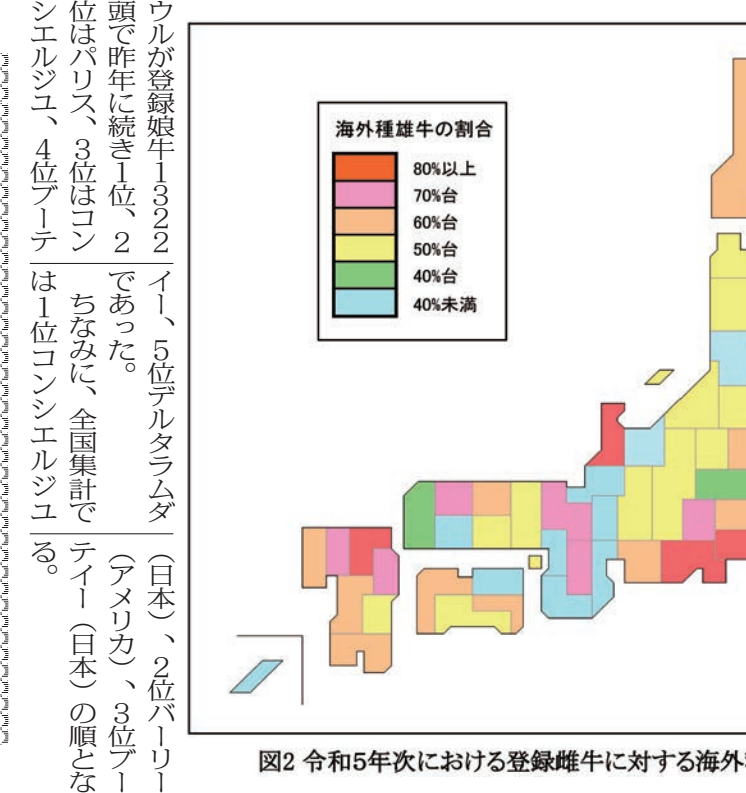 ウルが登録娘牛1322
頭で昨年に続き1位、2
位はパリス、3位はコン
シエルジユ、4位ブーテ
イー、5位デルタラムダ
であった。
ちなみに、全国集計で
は1位コンシエルジユ
(日本)、2位バーリー
(アメリカ)、3位ブー
テイー(日本)の順とな
る。
海外種雄牛の割合
80%以上
70%台
60%台
50%台
40%台
40%未満
図2 令和5年次における登録雌牛に対する海外